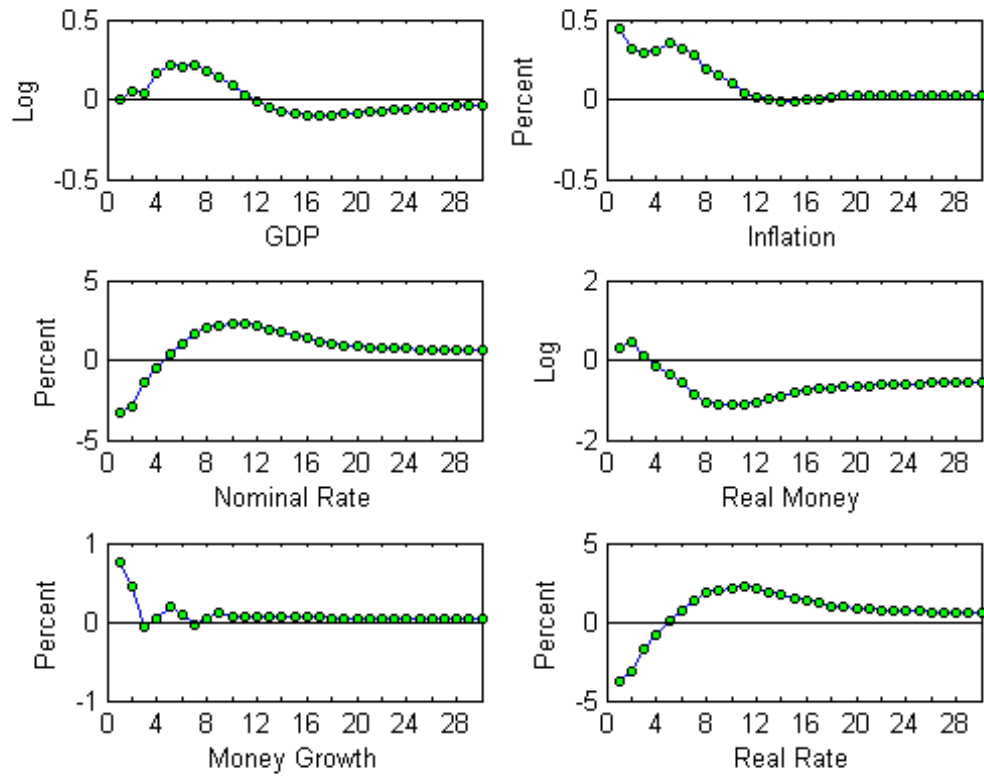 0.5
0
-0.5
Log
0 4 8 12 16 20 24 28
GDP
0.5
0
-0.5
Percent
0 4 8 12 16 20 24 28
Inflation
5
0
-5
Percent
0 4 8 12 16 20 24 28
Nominal Rate
2
0
-2
Log
0 4 8 12 16 20 24 28
Real Money
1
0
-1
Percent
0 4 8 12 16 20 24 28
Money Growth
5
0
-5
Percent
0 4 8 12 16 20 24 28
Real Rate